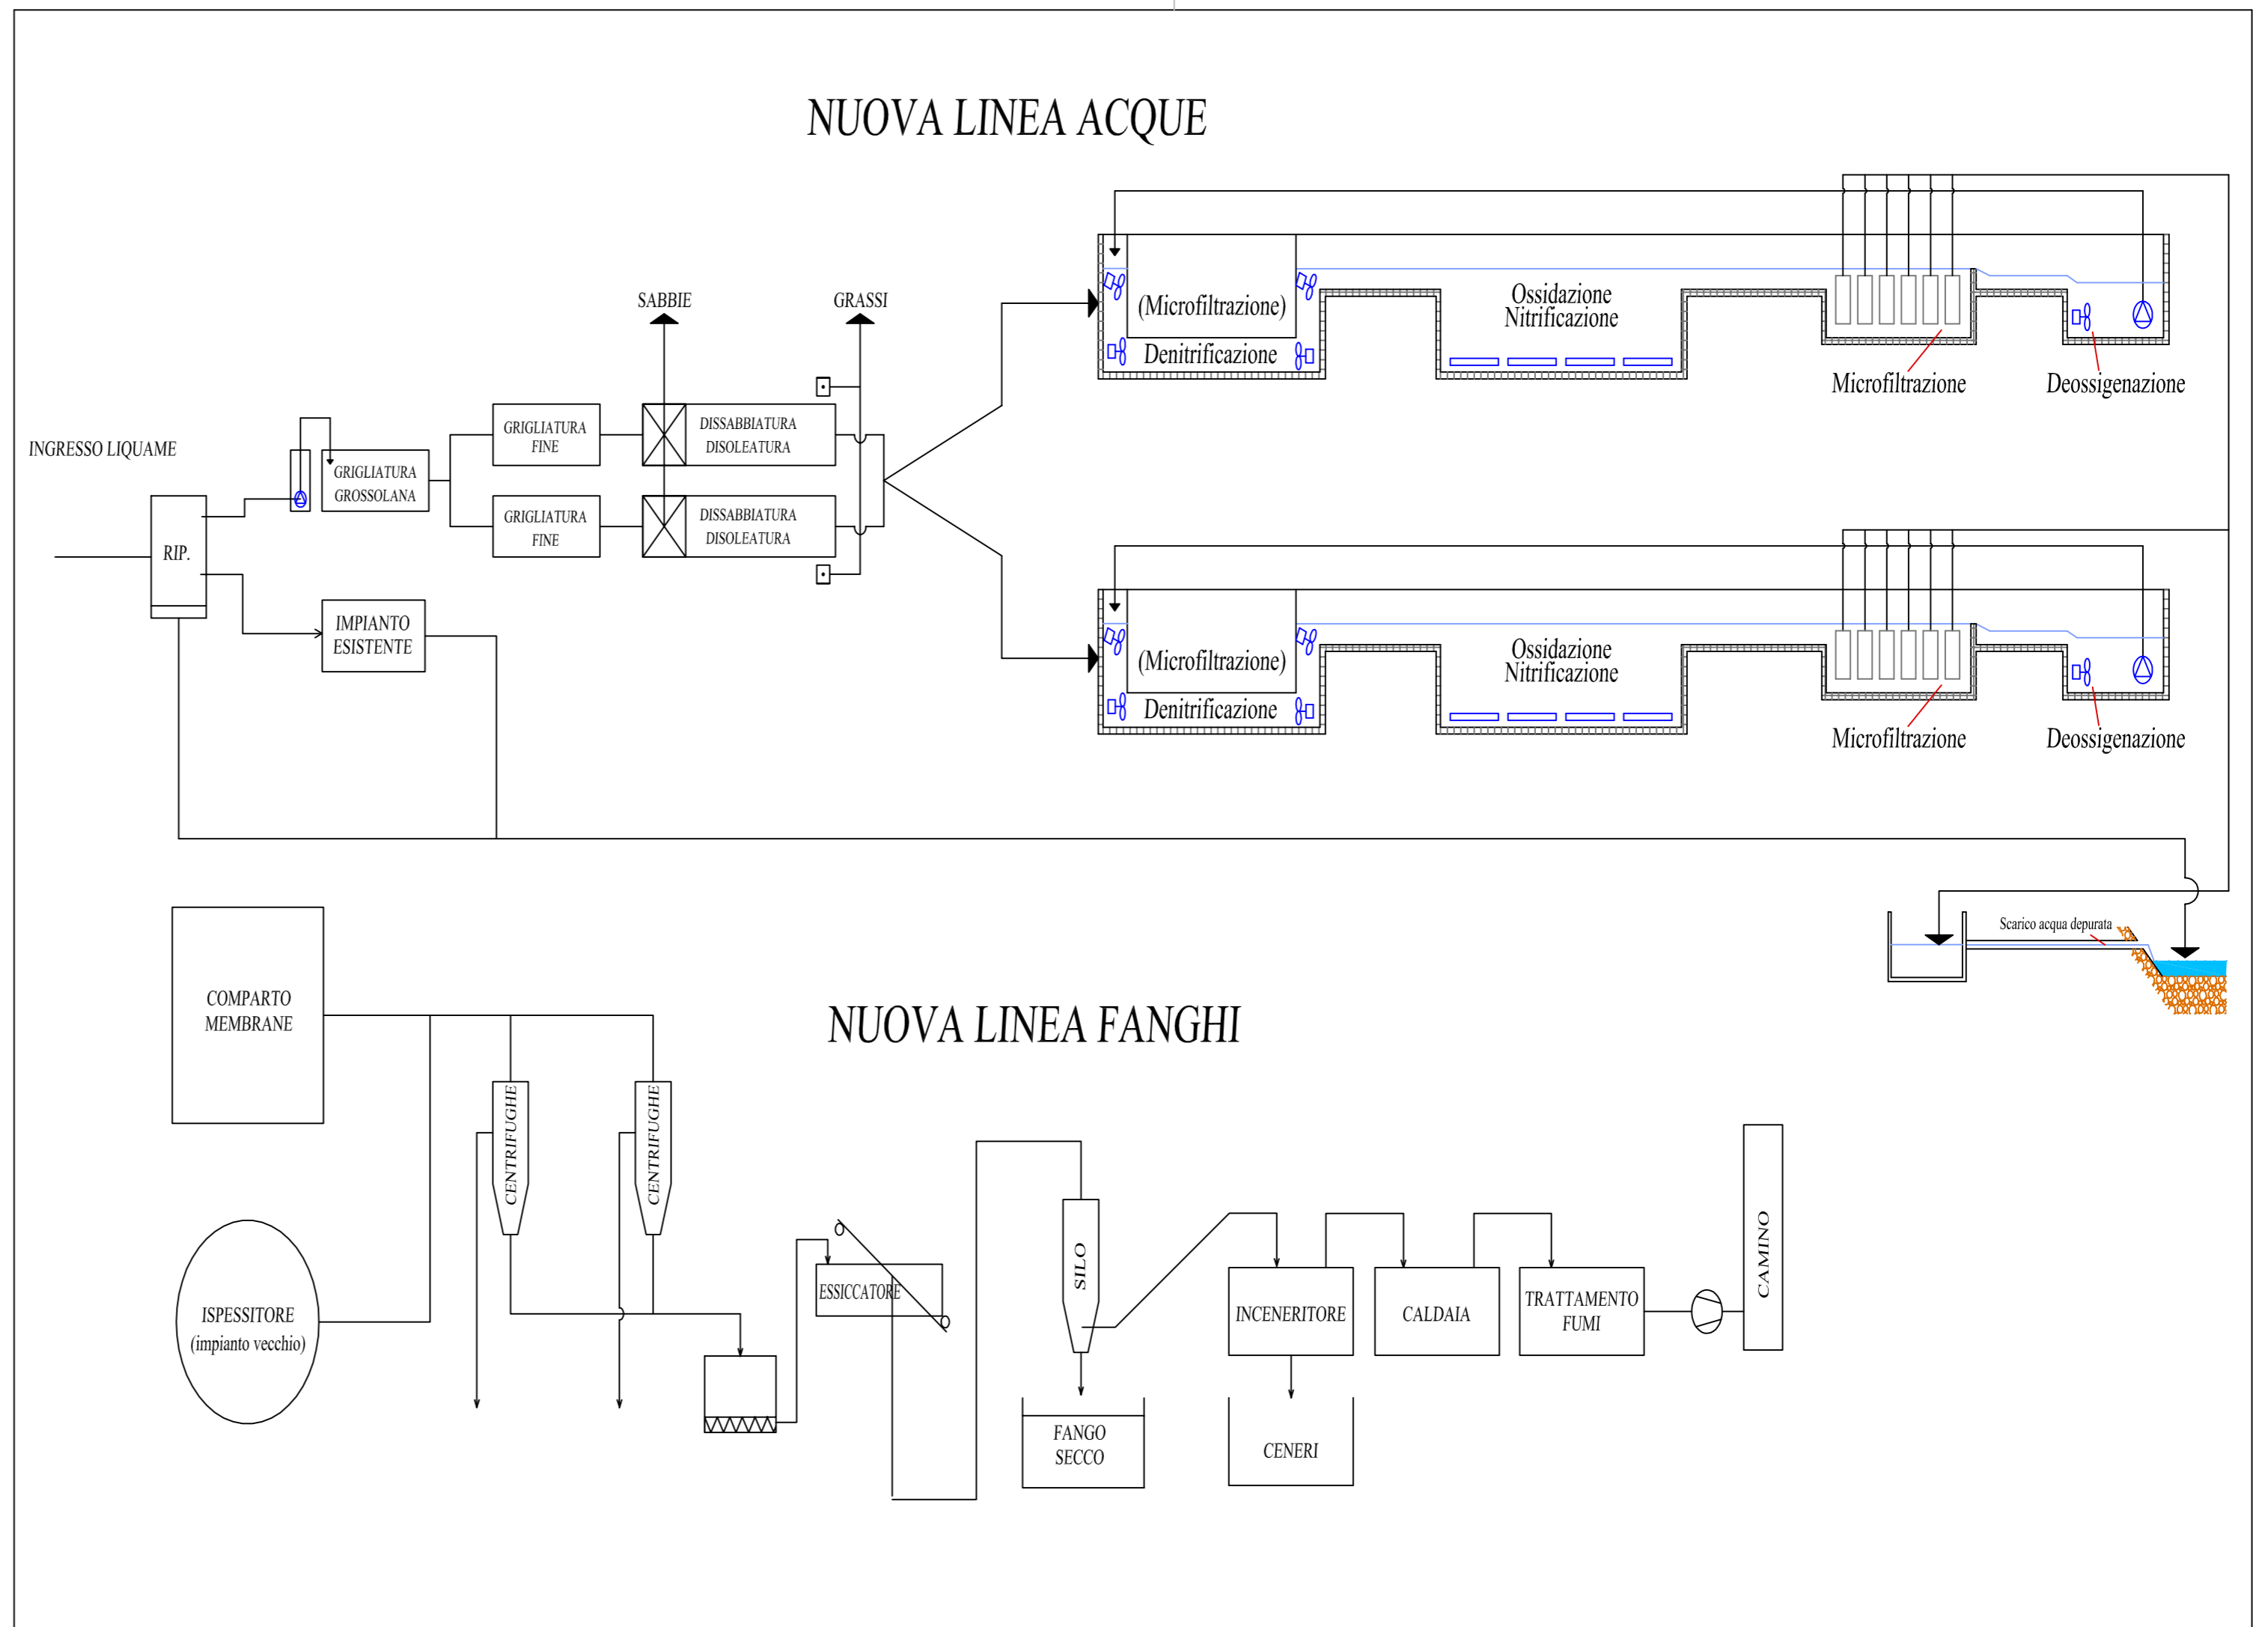 NUOVA LINEA ACQUE
SABBIE
GRASSI
(Microfiltrazione)
Denitrificazione
Ossidazione
Nitrificazione
Microfiltrazione
Deossigenazione
INGRESSO LIQUAME
RIP.
GRIGLIATURA
GROSSOLANA
GRIGLIATURA
FINE
DISSABBIATURA
DISOLEATURA
GRIGLIATURA
FINE
DISSABBIATURA
DISOLEATURA
IMPIANTO
ESISTENTE
(Microfiltrazione)
Denitrificazione
Ossidazione
Nitrificazione
Microfiltrazione
Deossigenazione
Scarico acqua depurata
NUOVA LINEA FANGHI
COMPARTO
MEMBRANE
ISPESSITORE
(impianto vecchio)
CENTRIFUGHE
CENTRIFUGHE
ESSICCATORE
SILO
FANGO
SECCO
INCENERITORE
CENERI
CALDAIA
TRATTAMENTO
FUMI
CAMINO